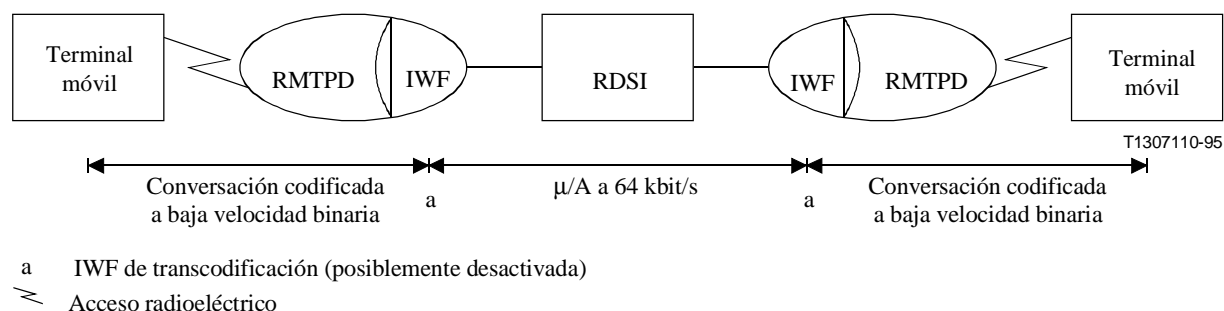 Terminal
móvil
RMTPD
IWF
RDSI
IWF
RMTPD
Terminal
móvil
T1307110-95
Conversación codificada
a baja velocidad binaria
a
µ/A a 64 kbit/s
a
Conversación codificada
a baja velocidad binaria
a IWF de transcodificación (posiblemente desactivada)
Acceso radioeléctrico